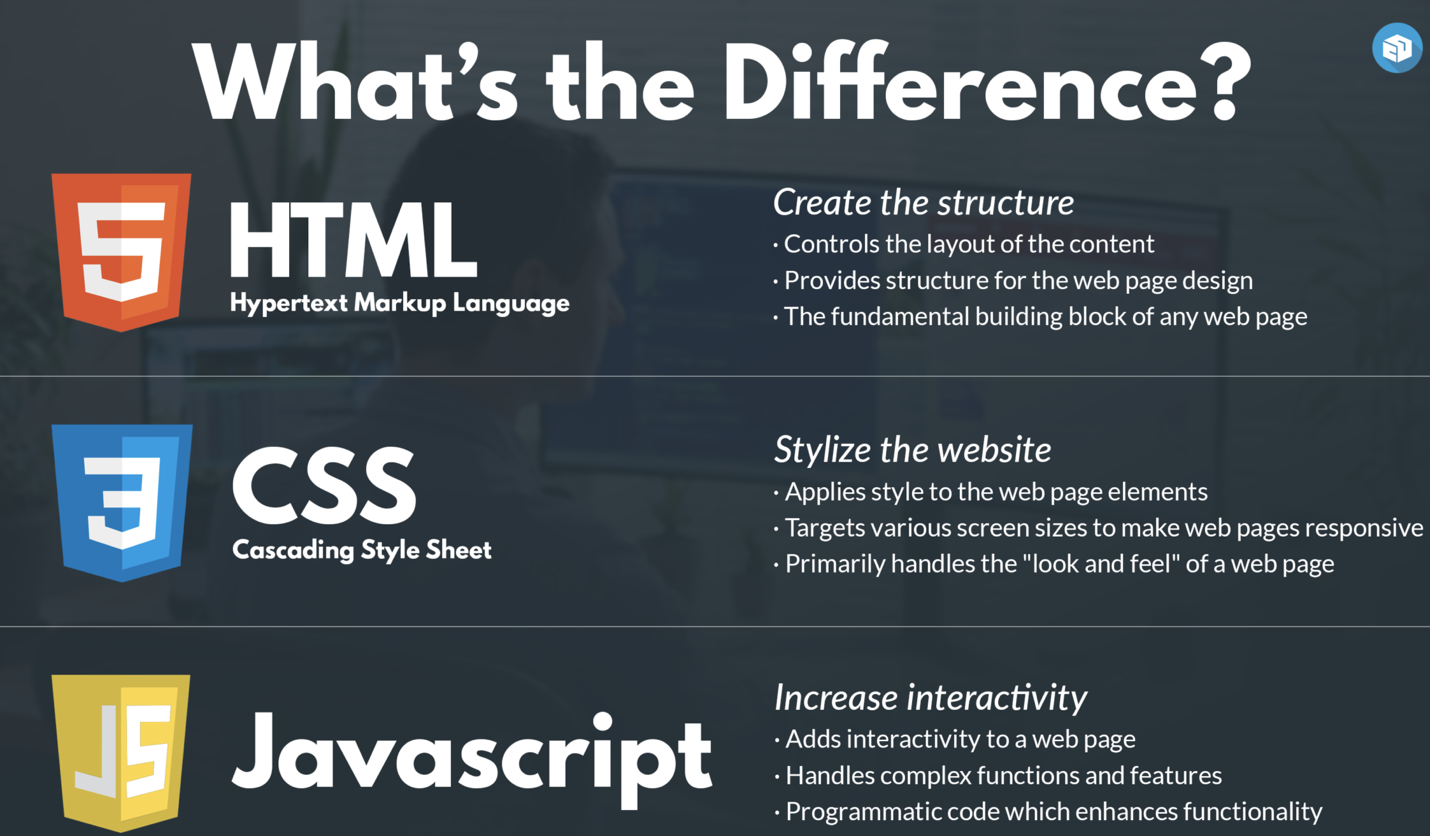 What's the Difference?
5
HTML
Hypertext Markup Language
Create the structure
· Controls the layout of the content
· Provides structure for the web page design
· The fundamental building block of any web page
3
CSS
Cascading Style Sheet
Stylize the website
· Applies style to the web page elements
· Targets various screen sizes to make web pages responsive
· Primarily handles the "look and feel" of a web page
JS
Javascript
Increase interactivity
· Adds interactivity to a web page
· Handles complex functions and features
· Programmatic code which enhances functionality